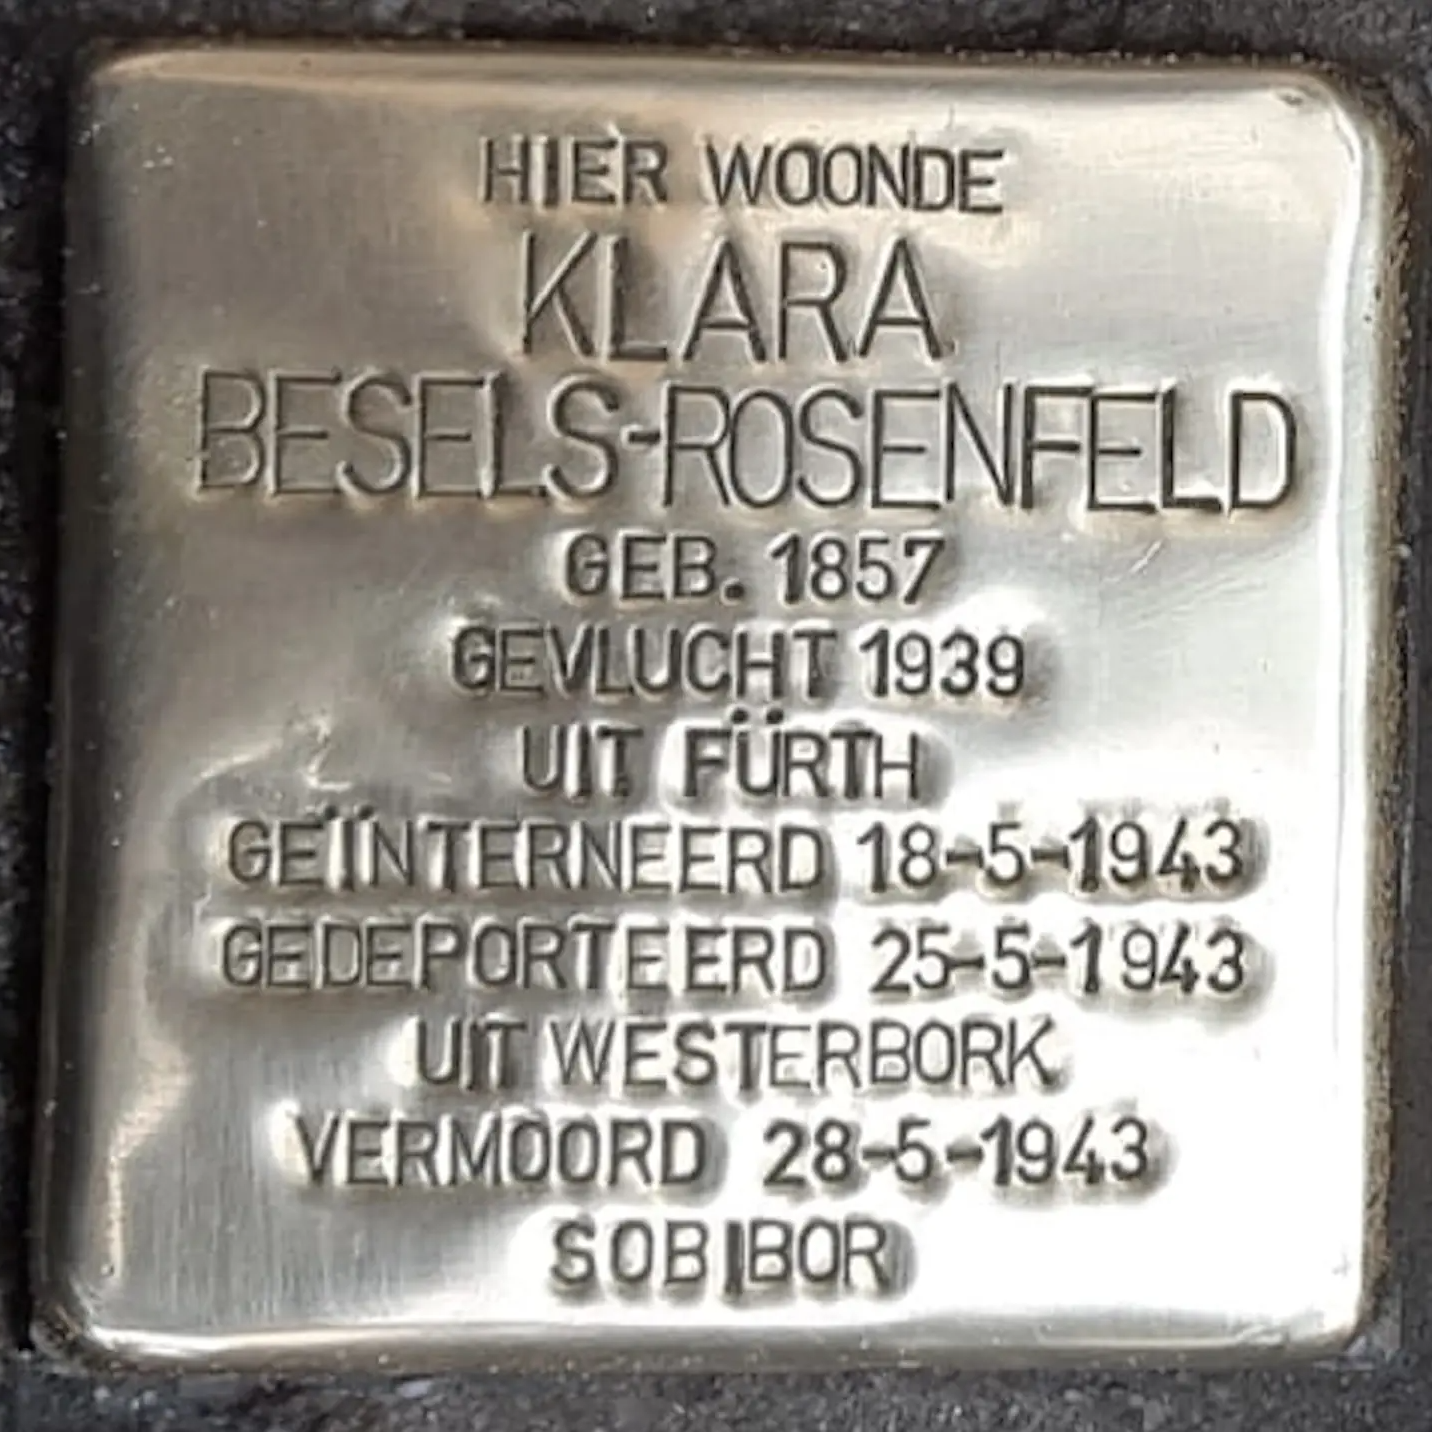 HIER WOONDE
KLARA
BESELS-ROSENFELD
GEB. 1857
GEVLUCHT 1939
UIT FÜRTH
GEÏNTERNEERD 18-5-1943
GEDEPORTEERD 25-5-1943
UIT WESTERBORK
VERMOORD 28-5-1943
SOBIBOR